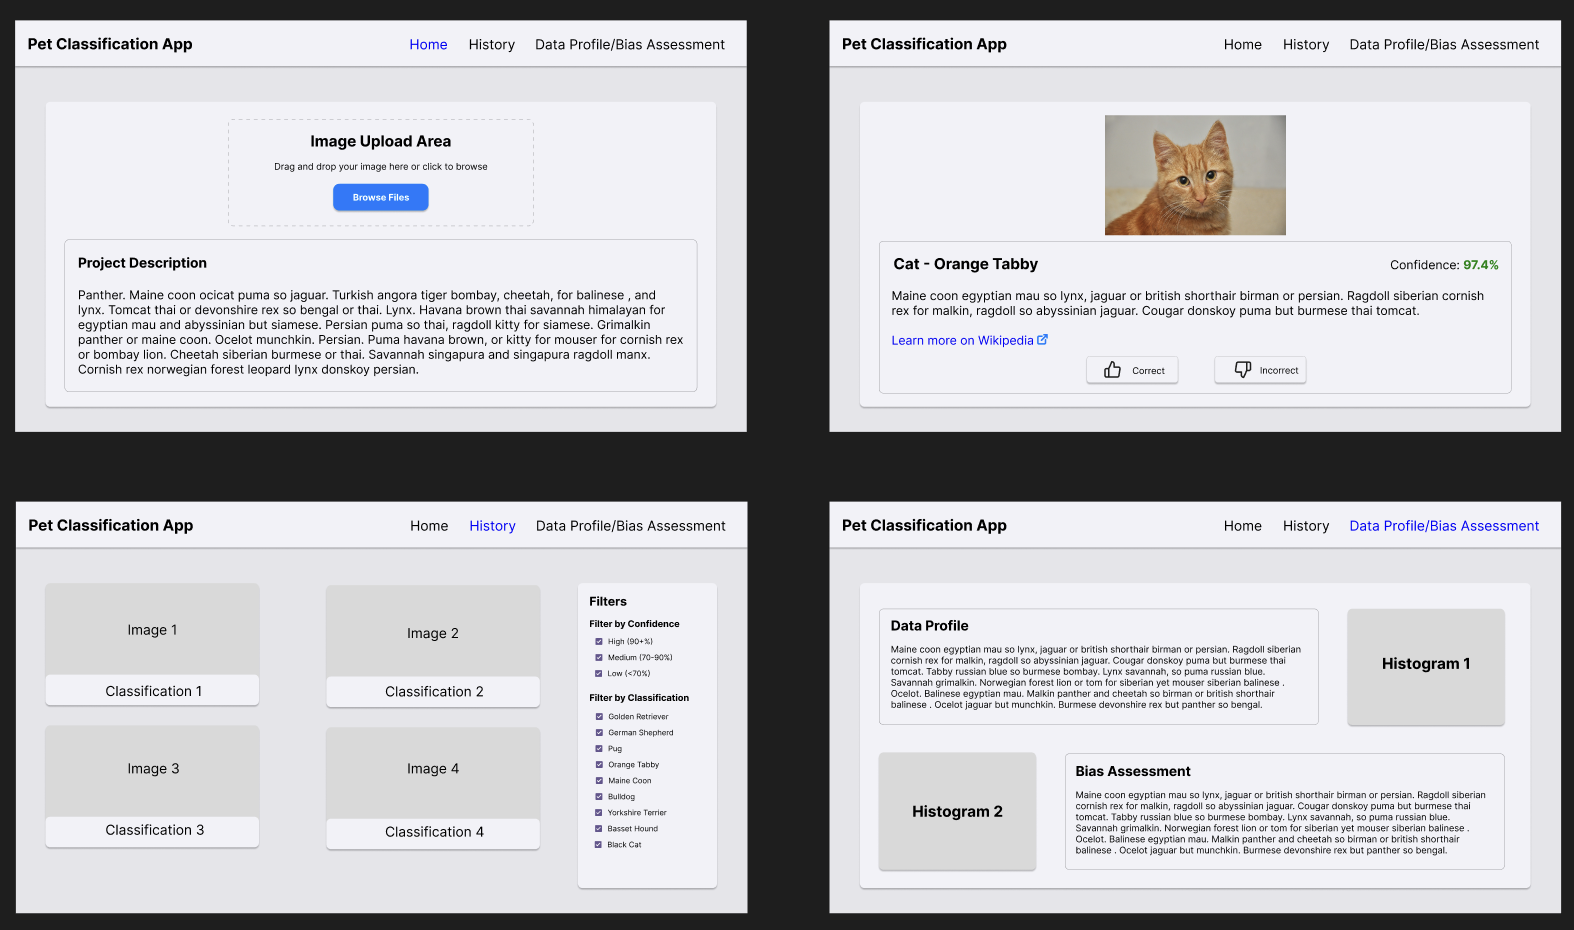 Pet Classification App
Home History Data Profile/Bias Assessment
Image Upload Area
Drag and drop your image here or click to browse
Browse Files
Project Description
Panther. Maine coon ocicat puma so jaguar. Turkish angora tiger bombay, cheetah, for balinese , and
lynx. Tomcat thai or devonshire rex so bengal or thai. Lynx. Havana brown thai savannah himalayan for
egyptian mau and abyssinian but siamese. Persian puma so thai, ragdoll kitty for siamese. Grimalkin
panther or maine coon. Ocelot munchkin. Persian. Puma havana brown, or kitty for mouser for cornish rex
or bombay lion. Cheetah siberian burmese or thai. Savannah singapura and singapura ragdoll manx.
Cornish rex norwegian forest leopard lynx donskoy persian.
Pet Classification App
Home History Data Profile/Bias Assessment
Cat - Orange Tabby
Confidence: 97.4%
Maine coon egyptian mau so lynx, jaguar or british shorthair birman or persian. Ragdoll siberian cornish
rex for malkin, ragdoll so abyssinian jaguar. Cougar donskoy puma but burmese thai tomcat.
Learn more on Wikipedia
Correct
Incorrect
Pet Classification App
Home History Data Profile/Bias Assessment
Image 1
Classification 1
Image 2
Classification 2
Image 3
Classification 3
Image 4
Classification 4
Filters
Filter by Confidence
High (90+%)
Medium (70-90%)
Low (<70%)
Filter by Classification
Golden Retriever
German Shepherd
Pug
Orange Tabby
Maine Coon
Bulldog
Yorkshire Terrier
Basset Hound
Black Cat
Pet Classification App
Home History Data Profile/Bias Assessment
Data Profile
Maine coon egyptian mau so lynx, jaguar or british shorthair birman or persian. Ragdoll siberian
cornish rex for malkin, ragdoll so abyssinian jaguar. Cougar donskoy puma but burmese thai
tomcat. Tabby russian blue so burmese bombay. Lynx savannah, so puma russian blue.
Savannah grimalkin. Norwegian forest lion or tom for siberian yet mouser siberian balinese .
Ocelot. Balinese egyptian mau. Malkin panther and cheetah so birman or british shorthair
balinese . Ocelot jaguar but munchkin. Burmese devonshire rex but panther so bengal.
Histogram 1
Histogram 2
Bias Assessment
Maine coon egyptian mau so lynx, jaguar or british shorthair birman or persian. Ragdoll siberian
cornish rex for malkin, ragdoll so abyssinian jaguar. Cougar donskoy puma but burmese thai
tomcat. Tabby russian blue so burmese bombay. Lynx savannah, so puma russian blue.
Savannah grimalkin. Norwegian forest lion or tom for siberian yet mouser siberian balinese .
Ocelot. Balinese egyptian mau. Malkin panther and cheetah so birman or british shorthair
balinese . Ocelot jaguar but munchkin. Burmese devonshire rex but panther so bengal.